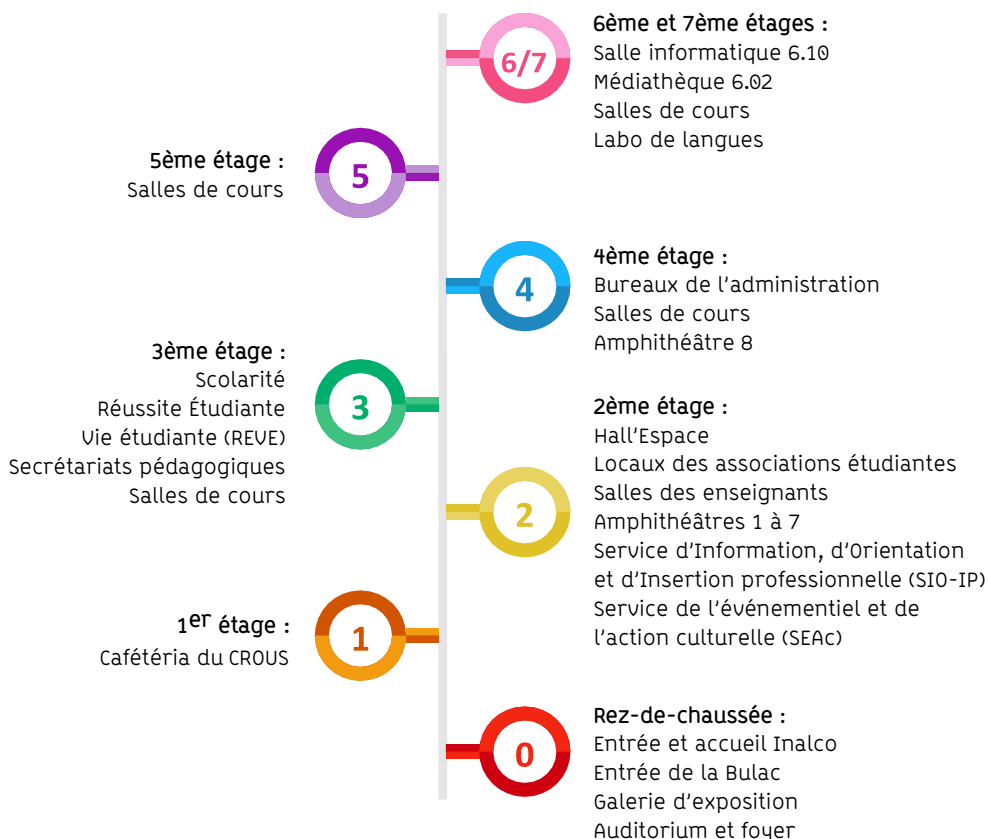 6/7
6ème et 7ème étages :
Salle informatique 6.10
Médiathèque 6.02
Salles de cours
Labo de langues
5ème étage :
Salles de cours
5
4
4ème étage :
Bureaux de l'administration
Salles de cours
Amphithéâtre 8
3ème étage :
Scolarité
Réussite Étudiante
Vie étudiante (REVE)
Secrétariats pédagogiques
Salles de cours
3
2
2ème étage :
Hall'Espace
Locaux des associations étudiantes
Salles des enseignants
Amphithéâtres 1 à 7
Service d'Information, d'Orientation
et d'Insertion professionnelle (SIO-IP)
Service de l'événementiel et de
l'action culturelle (SEAc)
1er étage :
Cafétéria du CROUS
1
0
Rez-de-chaussée :
Entrée et accueil Inalco
Entrée de la Bulac
Galerie d'exposition
Auditorium et foyer